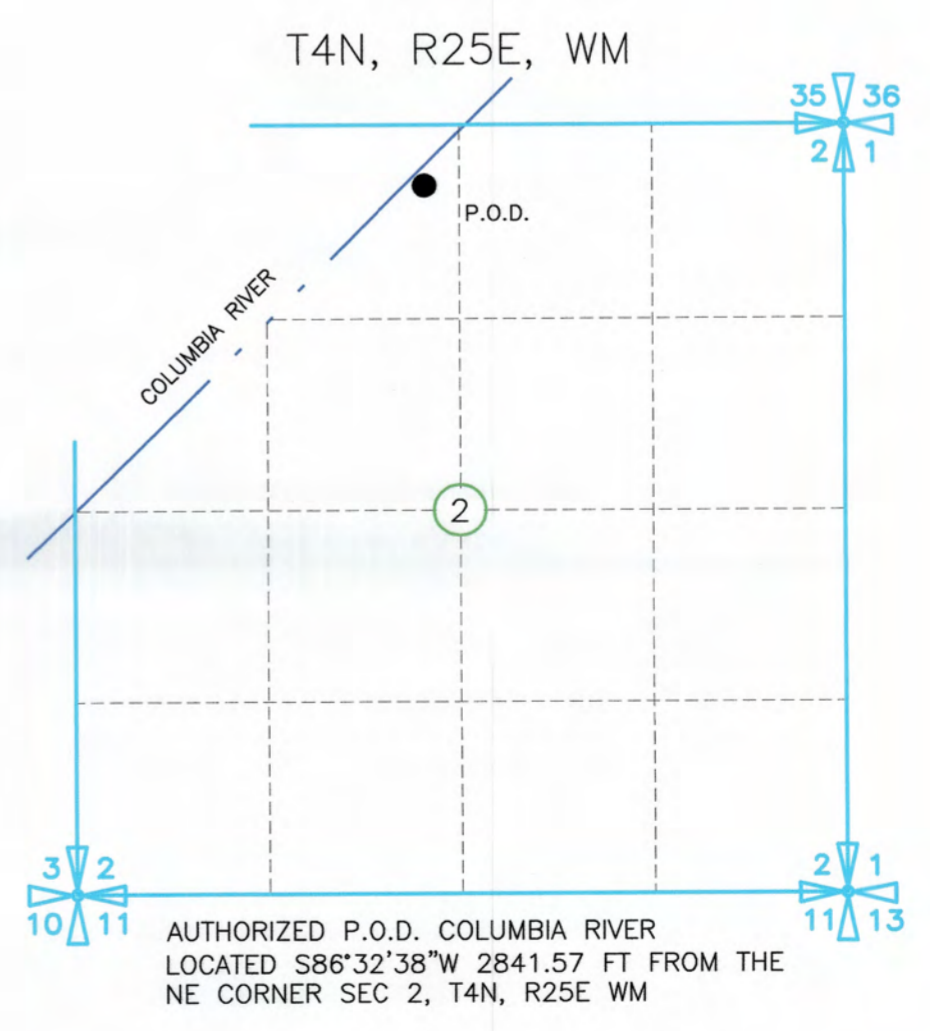 T4N, R25E, WM
35 36
2 1
P.O.D.
COLUMBIA RIVER
2
3 2
10 11
2 1
11 13
AUTHORIZED P.O.D. COLUMBIA RIVER
LOCATED S86°32'38"W 2841.57 FT FROM THE
NE CORNER SEC 2, T4N, R25E WM